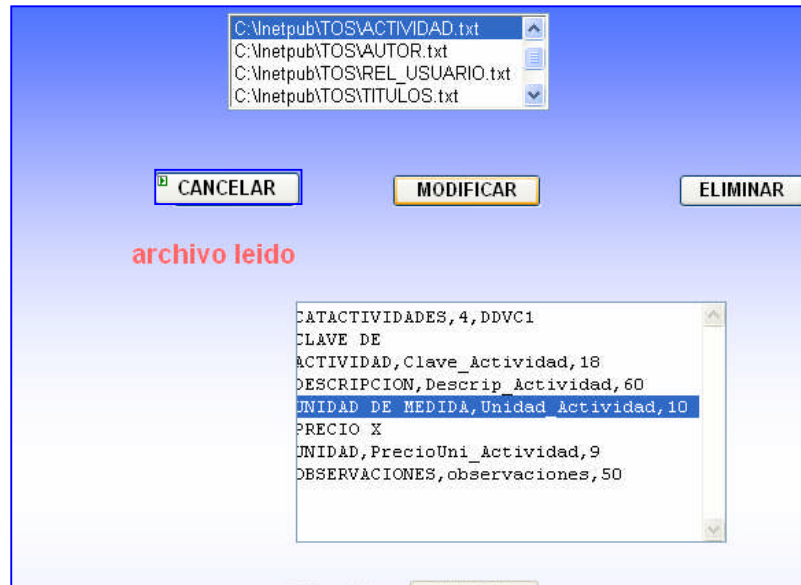 C:\Inetpub\TOS\ACTIVIDAD.txt
C:\Inetpub\TOS\AUTOR.txt
C:\Inetpub\TOS\REL_USUARIO.txt
C:\Inetpub\TOS\TITULOS.txt
CANCELAR MODIFICAR ELIMINAR
archivo leido
CATACTIVIDADES,4,DDVC1
CLAVE DE
ACTIVIDAD,Clave_Actividad,18
DESCRIPCION,Descrip_Actividad,60
UNIDAD DE MEDIDA,Unidad_Actividad,10
PRECIO X
UNIDAD,PrecioUni_Actividad,9
OBSERVACIONES,observaciones,50